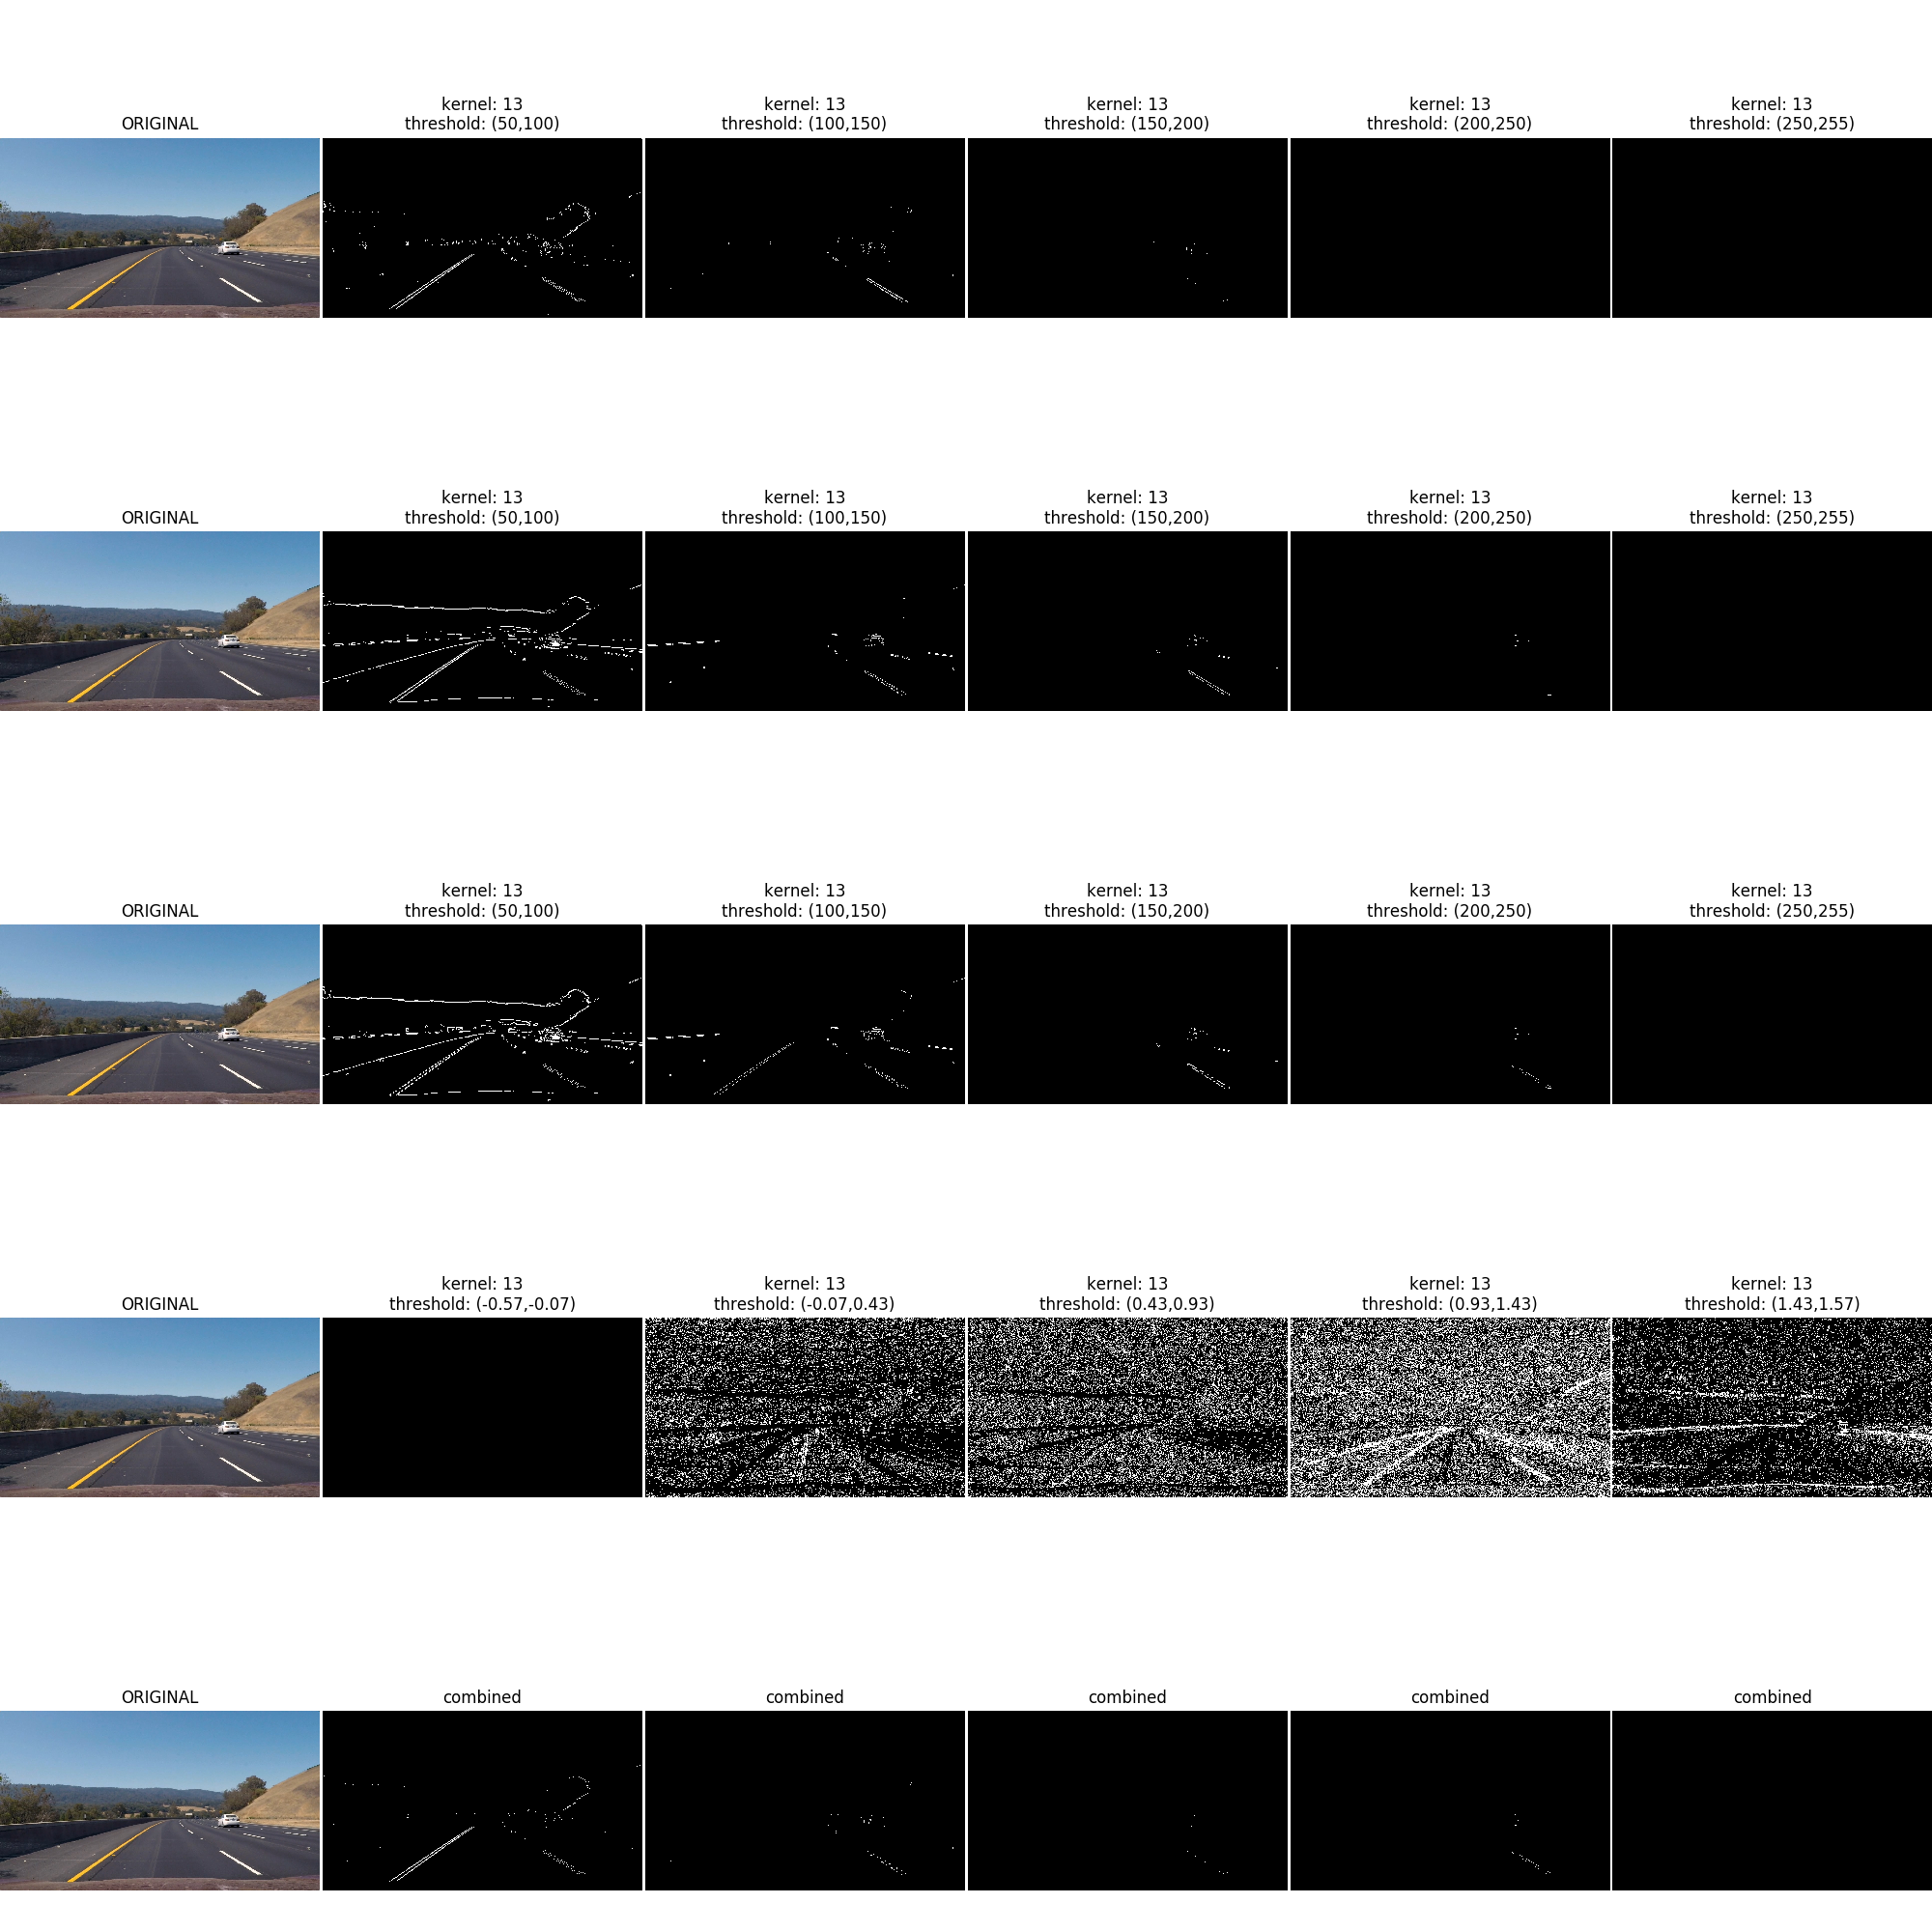 kernel: 13 kernel: 13 kernel: 13 kernel: 13 kernel: 13
ORIGINAL threshold: (50,100) threshold: (100,150) threshold: (150,200) threshold: (200,250) threshold: (250,255)
kernel: 13 kernel: 13 kernel: 13 kernel: 13 kernel: 13
ORIGINAL threshold: (50,100) threshold: (100,150) threshold: (150,200) threshold: (200,250) threshold: (250,255)
kernel: 13 kernel: 13 kernel: 13 kernel: 13 kernel: 13
ORIGINAL threshold: (50,100) threshold: (100,150) threshold: (150,200) threshold: (200,250) threshold: (250,255)
kernel: 13 kernel: 13 kernel: 13 kernel: 13 kernel: 13
ORIGINAL threshold: (-0.57,-0.07) threshold: (-0.07,0.43) threshold: (0.43,0.93) threshold: (0.93,1.43) threshold: (1.43,1.57)
ORIGINAL combined combined combined combined combined